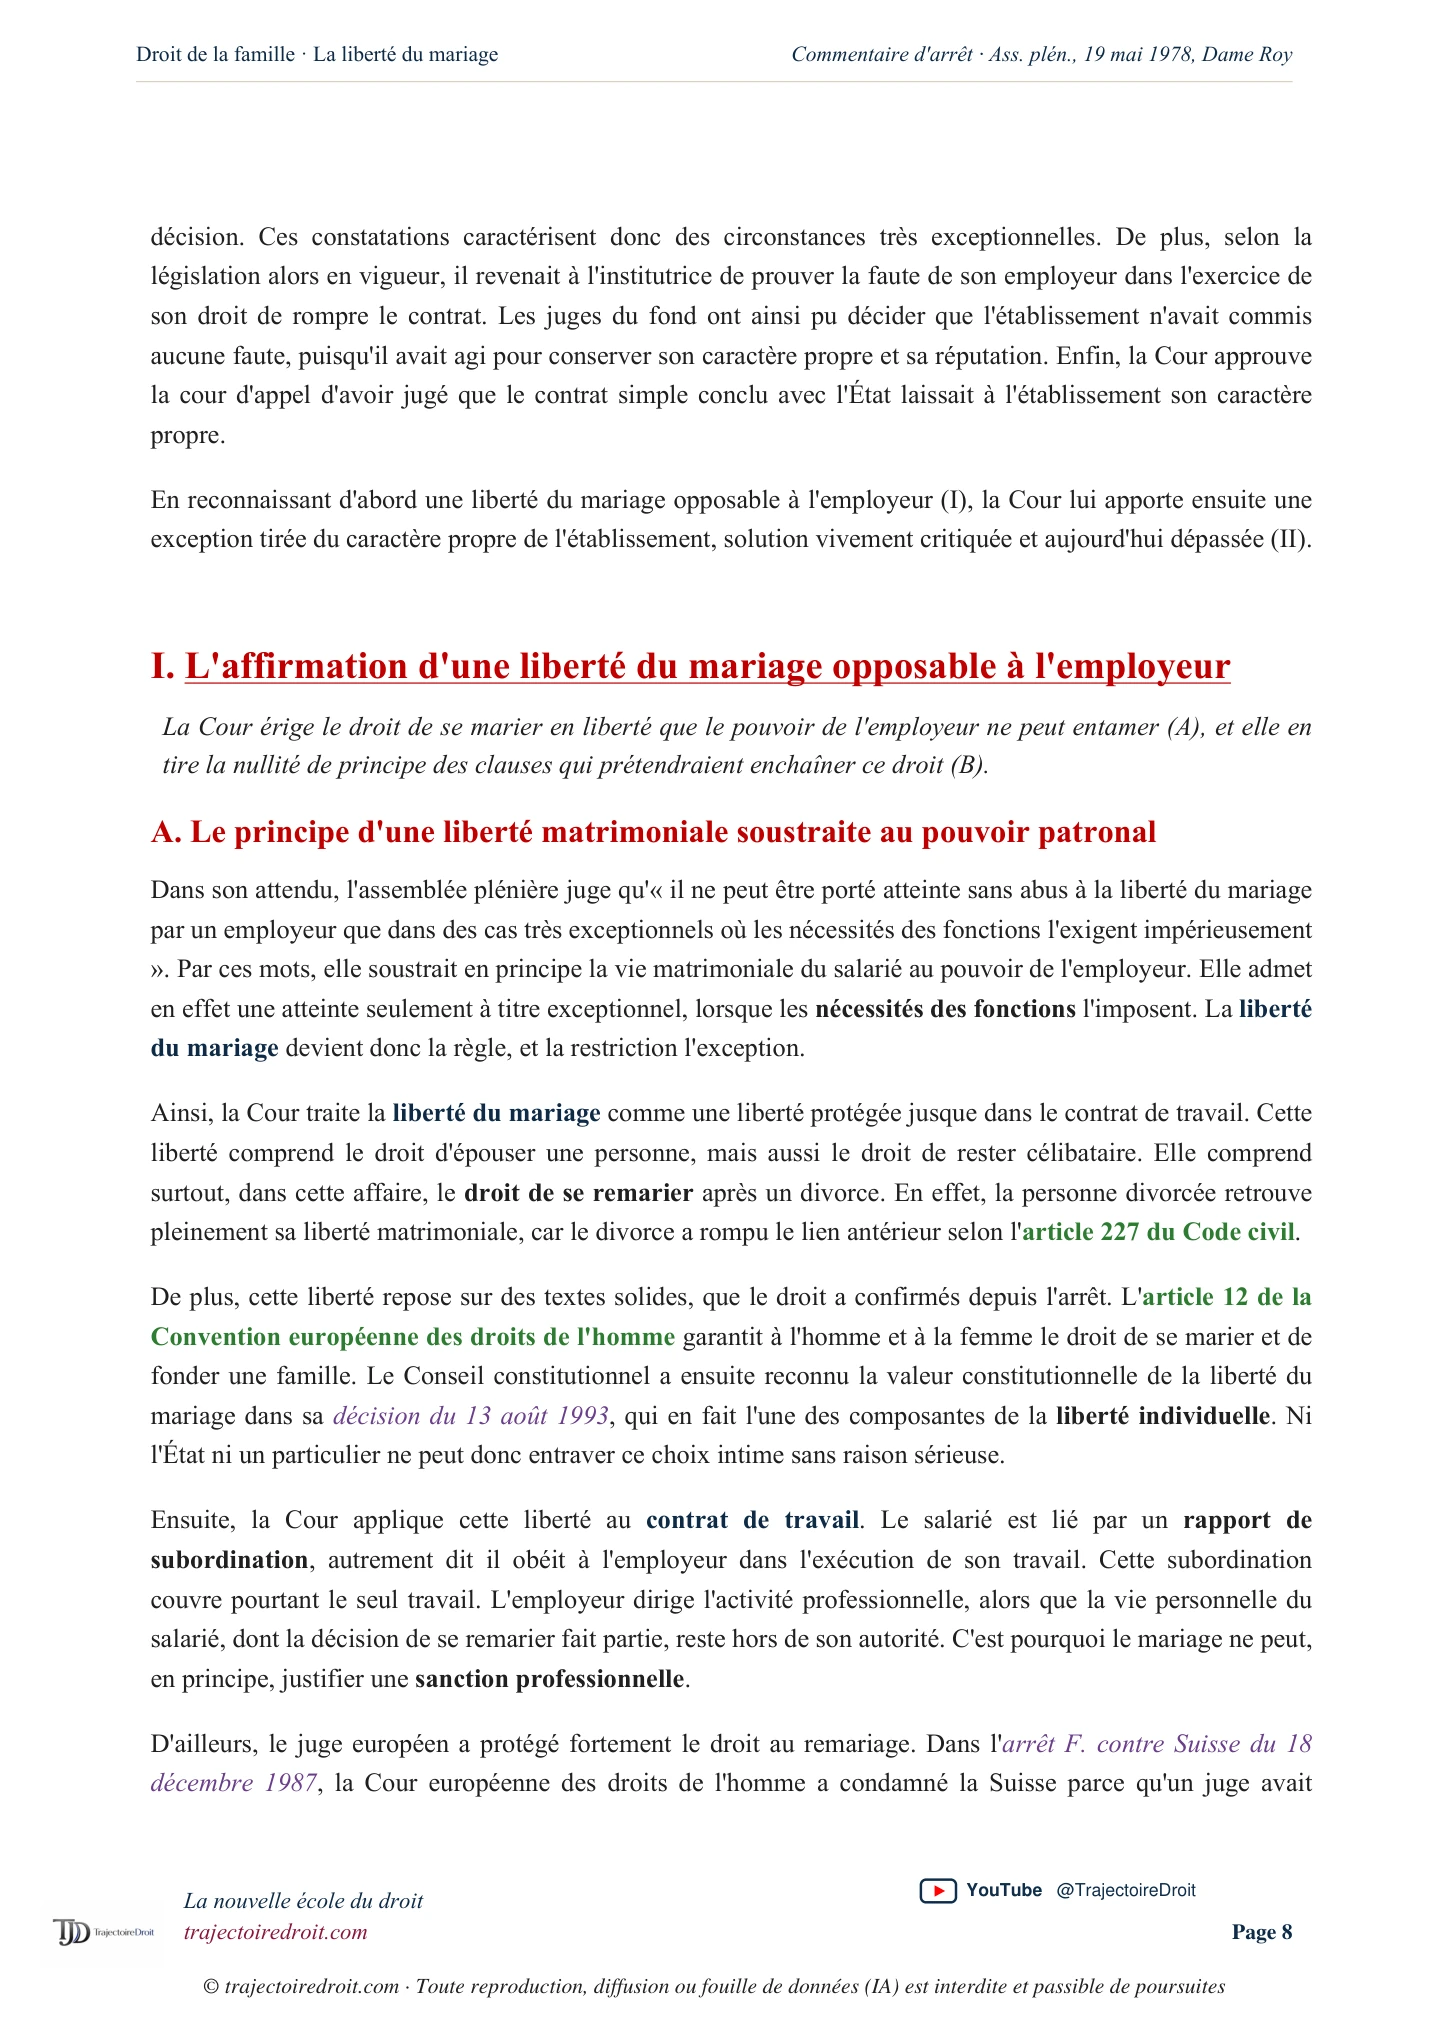 Droit de la famille · La liberté du mariage
Commentaire d'arrêt · Ass. plén., 19 mai 1978, Dame Roy
décision. Ces constatations caractérisent donc des circonstances très exceptionnelles. De plus, selon la
législation alors en vigueur, il revenait à l'institutrice de prouver la faute de son employeur dans l'exercice de
son droit de rompre le contrat. Les juges du fond ont ainsi pu décider que l'établissement n'avait commis
aucune faute, puisqu'il avait agi pour conserver son caractère propre et sa réputation. Enfin, la Cour approuve
la cour d'appel d'avoir jugé que le contrat simple conclu avec l'État laissait à l'établissement son caractère
propre.
En reconnaissant d'abord une liberté du mariage opposable à l'employeur (I), la Cour lui apporte ensuite une
exception tirée du caractère propre de l'établissement, solution vivement critiquée et aujourd'hui dépassée (II).
I. L'affirmation d'une liberté du mariage opposable à l'employeur
La Cour érige le droit de se marier en liberté que le pouvoir de l'employeur ne peut entamer (A), et elle en
tire la nullité de principe des clauses qui prétendraient enchaîner ce droit (B).
A. Le principe d'une liberté matrimoniale soustraite au pouvoir patronal
Dans son attendu, l'assemblée plénière juge qu'« il ne peut être porté atteinte sans abus à la liberté du mariage
par un employeur que dans des cas très exceptionnels où les nécessités des fonctions l'exigent impérieusement
». Par ces mots, elle soustrait en principe la vie matrimoniale du salarié au pouvoir de l'employeur. Elle admet
en effet une atteinte seulement à titre exceptionnel, lorsque les nécessités des fonctions l'imposent. La liberté
du mariage devient donc la règle, et la restriction l'exception.
Ainsi, la Cour traite la liberté du mariage comme une liberté protégée jusque dans le contrat de travail. Cette
liberté comprend le droit d'épouser une personne, mais aussi le droit de rester célibataire. Elle comprend
surtout, dans cette affaire, le droit de se remarier après un divorce. En effet, la personne divorcée retrouve
pleinement sa liberté matrimoniale, car le divorce a rompu le lien antérieur selon l'article 227 du Code civil.
De plus, cette liberté repose sur des textes solides, que le droit a confirmés depuis l'arrêt. L'article 12 de la
Convention européenne des droits de l'homme garantit à l'homme et à la femme le droit de se marier et de
fonder une famille. Le Conseil constitutionnel a ensuite reconnu la valeur constitutionnelle de la liberté du
mariage dans sa décision du 13 août 1993, qui en fait l'une des composantes de la liberté individuelle. Ni
l'État ni un particulier ne peut donc entraver ce choix intime sans raison sérieuse.
Ensuite, la Cour applique cette liberté au contrat de travail. Le salarié est lié par un rapport de
subordination, autrement dit il obéit à l'employeur dans l'exécution de son travail. Cette subordination
couvre pourtant le seul travail. L'employeur dirige l'activité professionnelle, alors que la vie personnelle du
salarié, dont la décision de se remarier fait partie, reste hors de son autorité. C'est pourquoi le mariage ne peut,
en principe, justifier une sanction professionnelle.
D'ailleurs, le juge européen a protégé fortement le droit au remariage. Dans l'arrêt F. contre Suisse du 18
décembre 1987, la Cour européenne des droits de l'homme a condamné la Suisse parce qu'un juge avait
La nouvelle école du droit
YouTube @TrajectoireDroit
TJD TrajectoireDroit
trajectoiredroit.com
Page 8
© trajectoiredroit.com · Toute reproduction, diffusion ou fouille de données (IA) est interdite et passible de poursuites